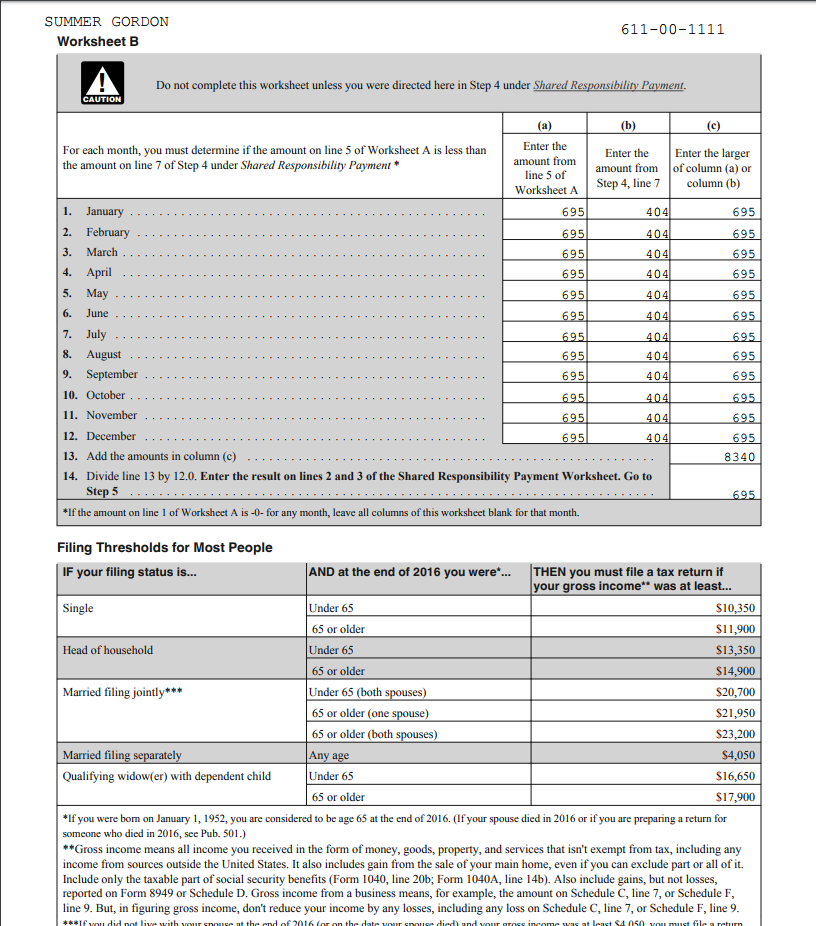 SUMMER GORDON
611-00-1111
Worksheet B
CAUTION
Do not complete this worksheet unless you were directed here in Step 4 under Shared Responsibility Payment.
For each month, you must determine if the amount on line 5 of Worksheet A is less than
the amount on line 7 of Step 4 under Shared Responsibility Payment *
(a)
Enter the
amount from
line 5 of
Worksheet A
(b)
Enter the
amount from
Step 4, line 7
(c)
Enter the larger
of column (a) or
column (b)
1. January 695 404 695
2. February 695 404 695
3. March 695 404 695
4. April 695 404 695
5. May 695 404 695
6. June 695 404 695
7. July 695 404 695
8. August 695 404 695
9. September 695 404 695
10. October 695 404 695
11. November 695 404 695
12. December 695 404 695
13. Add the amounts in column (c) 8340
14. Divide line 13 by 12.0. Enter the result on lines 2 and 3 of the Shared Responsibility Payment Worksheet. Go to
Step 5 695
*If the amount on line 1 of Worksheet A is -0- for any month, leave all columns of this worksheet blank for that month.
Filing Thresholds for Most People
IF your filing status is... AND at the end of 2016 you were*... THEN you must file a tax return if
your gross income** was at least...
Single Under 65 $10,350
65 or older $11,900
Head of household Under 65 $13,350
65 or older $14,900
Married filing jointly*** Under 65 (both spouses) $20,700
65 or older (one spouse) $21,950
65 or older (both spouses) $23,200
Married filing separately Any age $4,050
Qualifying widow(er) with dependent child Under 65 $16,650
65 or older $17,900
*If you were born on January 1, 1952, you are considered to be age 65 at the end of 2016. (If your spouse died in 2016 or if you are preparing a return for
someone who died in 2016, see Pub. 501.)
**Gross income means all income you received in the form of money, goods, property, and services that isn't exempt from tax, including any
income from sources outside the United States. It also includes gain from the sale of your main home, even if you can exclude part or all of it.
Include only the taxable part of social security benefits (Form 1040, line 20b; Form 1040A, line 14b). Also include gains, but not losses,
reported on Form 8949 or Schedule D. Gross income from a business means, for example, the amount on Schedule C, line 7, or Schedule F,
line 9. But, in figuring gross income, don't reduce your income by any losses, including any loss on Schedule C, line 7, or Schedule F, line 9.
***If you did not live with your spouse at the end of 2016 (or on the date your spouse died) and your gross income was at least $4,050, you must file a return